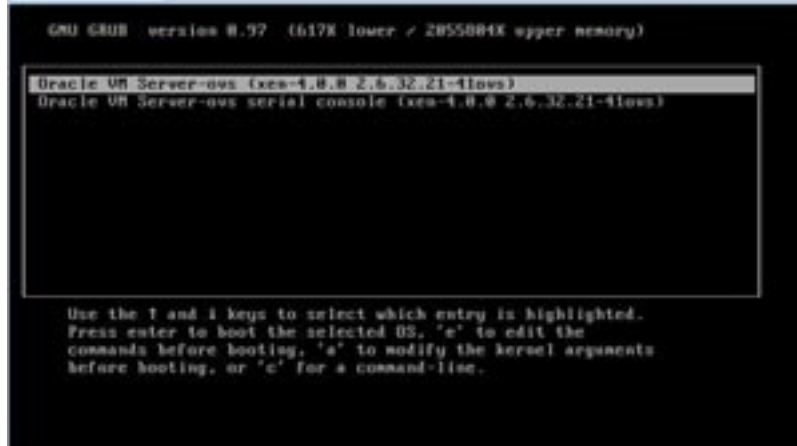 GNU GRUB version 0.97 (617K lower / 2055804K upper memory)
Oracle VM Server-ovs (xen-4.0.0 2.6.32.21-41ovs)
Oracle VM Server-ovs serial console (xen-4.0.0 2.6.32.21-41ovs)
Use the ↑ and ↓ keys to select which entry is highlighted.
Press enter to boot the selected OS, 'e' to edit the
commands before booting, 'a' to modify the kernel arguments
before booting, or 'c' for a command-line.